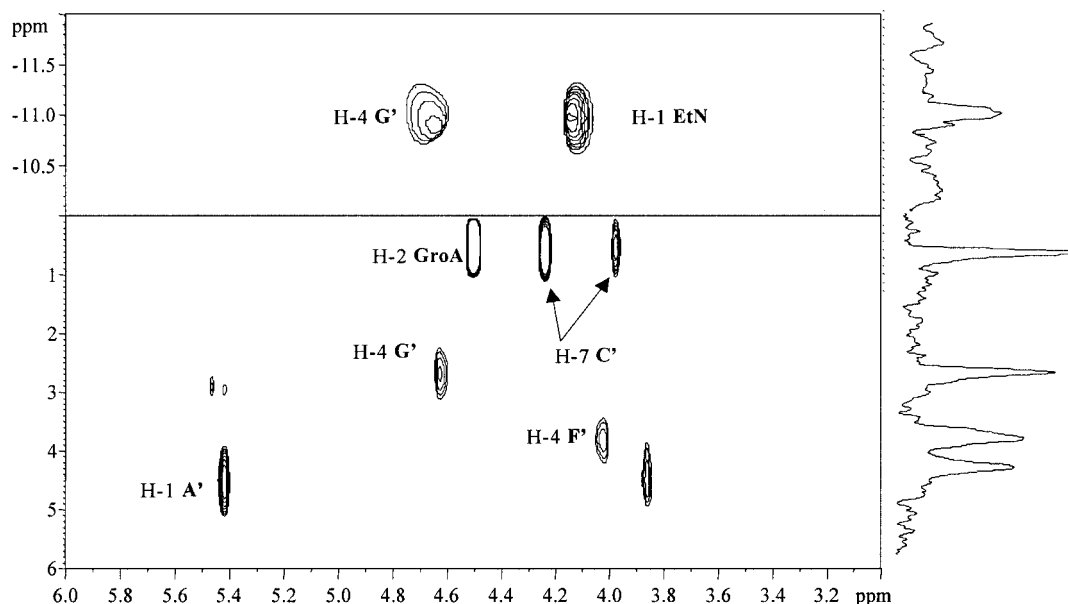 ppm
-11.5
-11.0
-10.5
H-4 G’
H-1 EtN
H-2 GroA
1
2
H-7 C’
H-4 G’
3
H-4 F’
4
H-1 A’
5
6
6.0 5.8 5.6 5.4 5.2 5.0 4.8 4.6 4.4 4.2 4.0 3.8 3.6 3.4 3.2 ppm